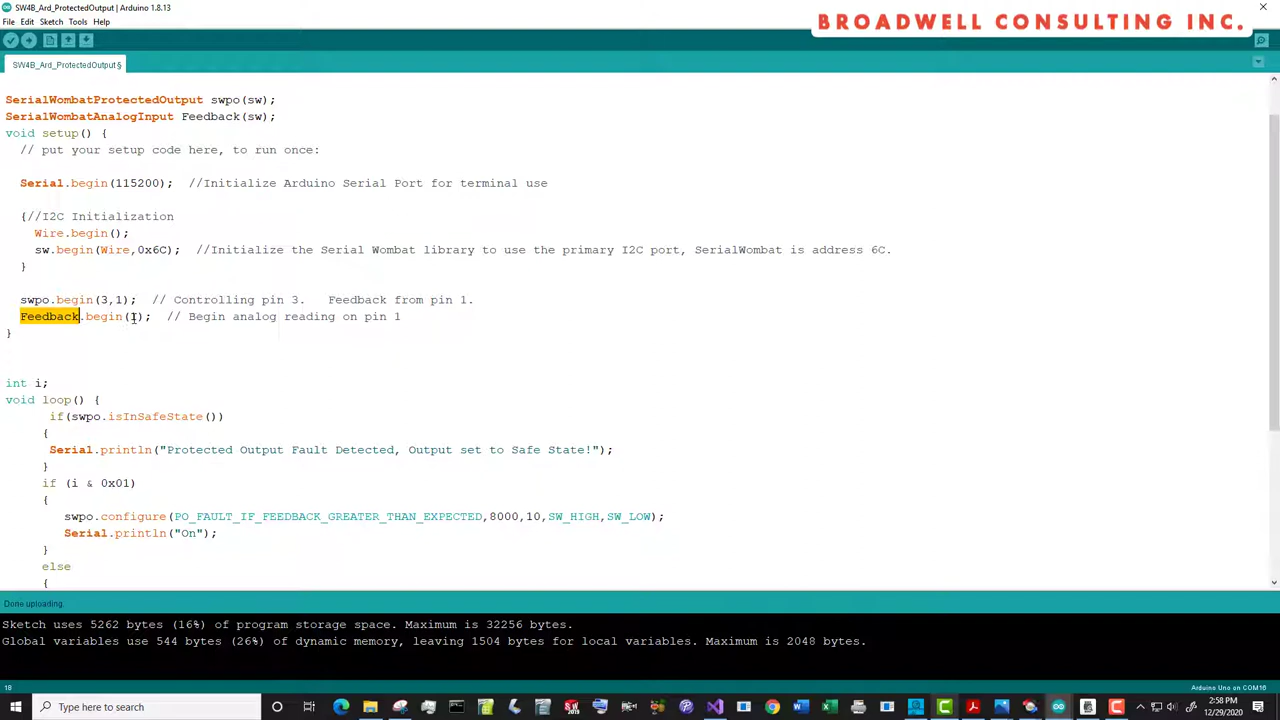 SW4B_Ard_ProtectedOutput | Arduino 1.8.13
BROADWELL CONSULTING INC.
File Edit Sketch Tools Help
SW4B_Ard_ProtectedOutput §
SerialWombatProtectedOutput swpo(sw);
SerialWombatAnalogInput Feedback(sw);
void setup() {
// put your setup code here, to run once:
Serial.begin(115200); //Initialize Arduino Serial Port for terminal use
{//I2C Initialization
Wire.begin();
sw.begin(Wire,0x6C); //Initialize the Serial Wombat library to use the primary I2C port, SerialWombat is address 6C.
}
swpo.begin(3,1); // Controlling pin 3. Feedback from pin 1.
Feedback.begin(1); // Begin analog reading on pin 1
}
int i;
void loop() {
if(swpo.isInSafeState())
{
Serial.println("Protected Output Fault Detected, Output set to Safe State!");
}
if (i & 0x01)
{
swpo.configure(PO_FAULT_IF_FEEDBACK_GREATER_THAN_EXPECTED,8000,10,SW_HIGH,SW_LOW);
Serial.println("On");
}
else
{
Done uploading.
Sketch uses 5262 bytes (16%) of program storage space. Maximum is 32256 bytes.
Global variables use 544 bytes (26%) of dynamic memory, leaving 1504 bytes for local variables. Maximum is 2048 bytes.
18
Arduino Uno on COM16
Type here to search
2:58 PM
12/29/2020